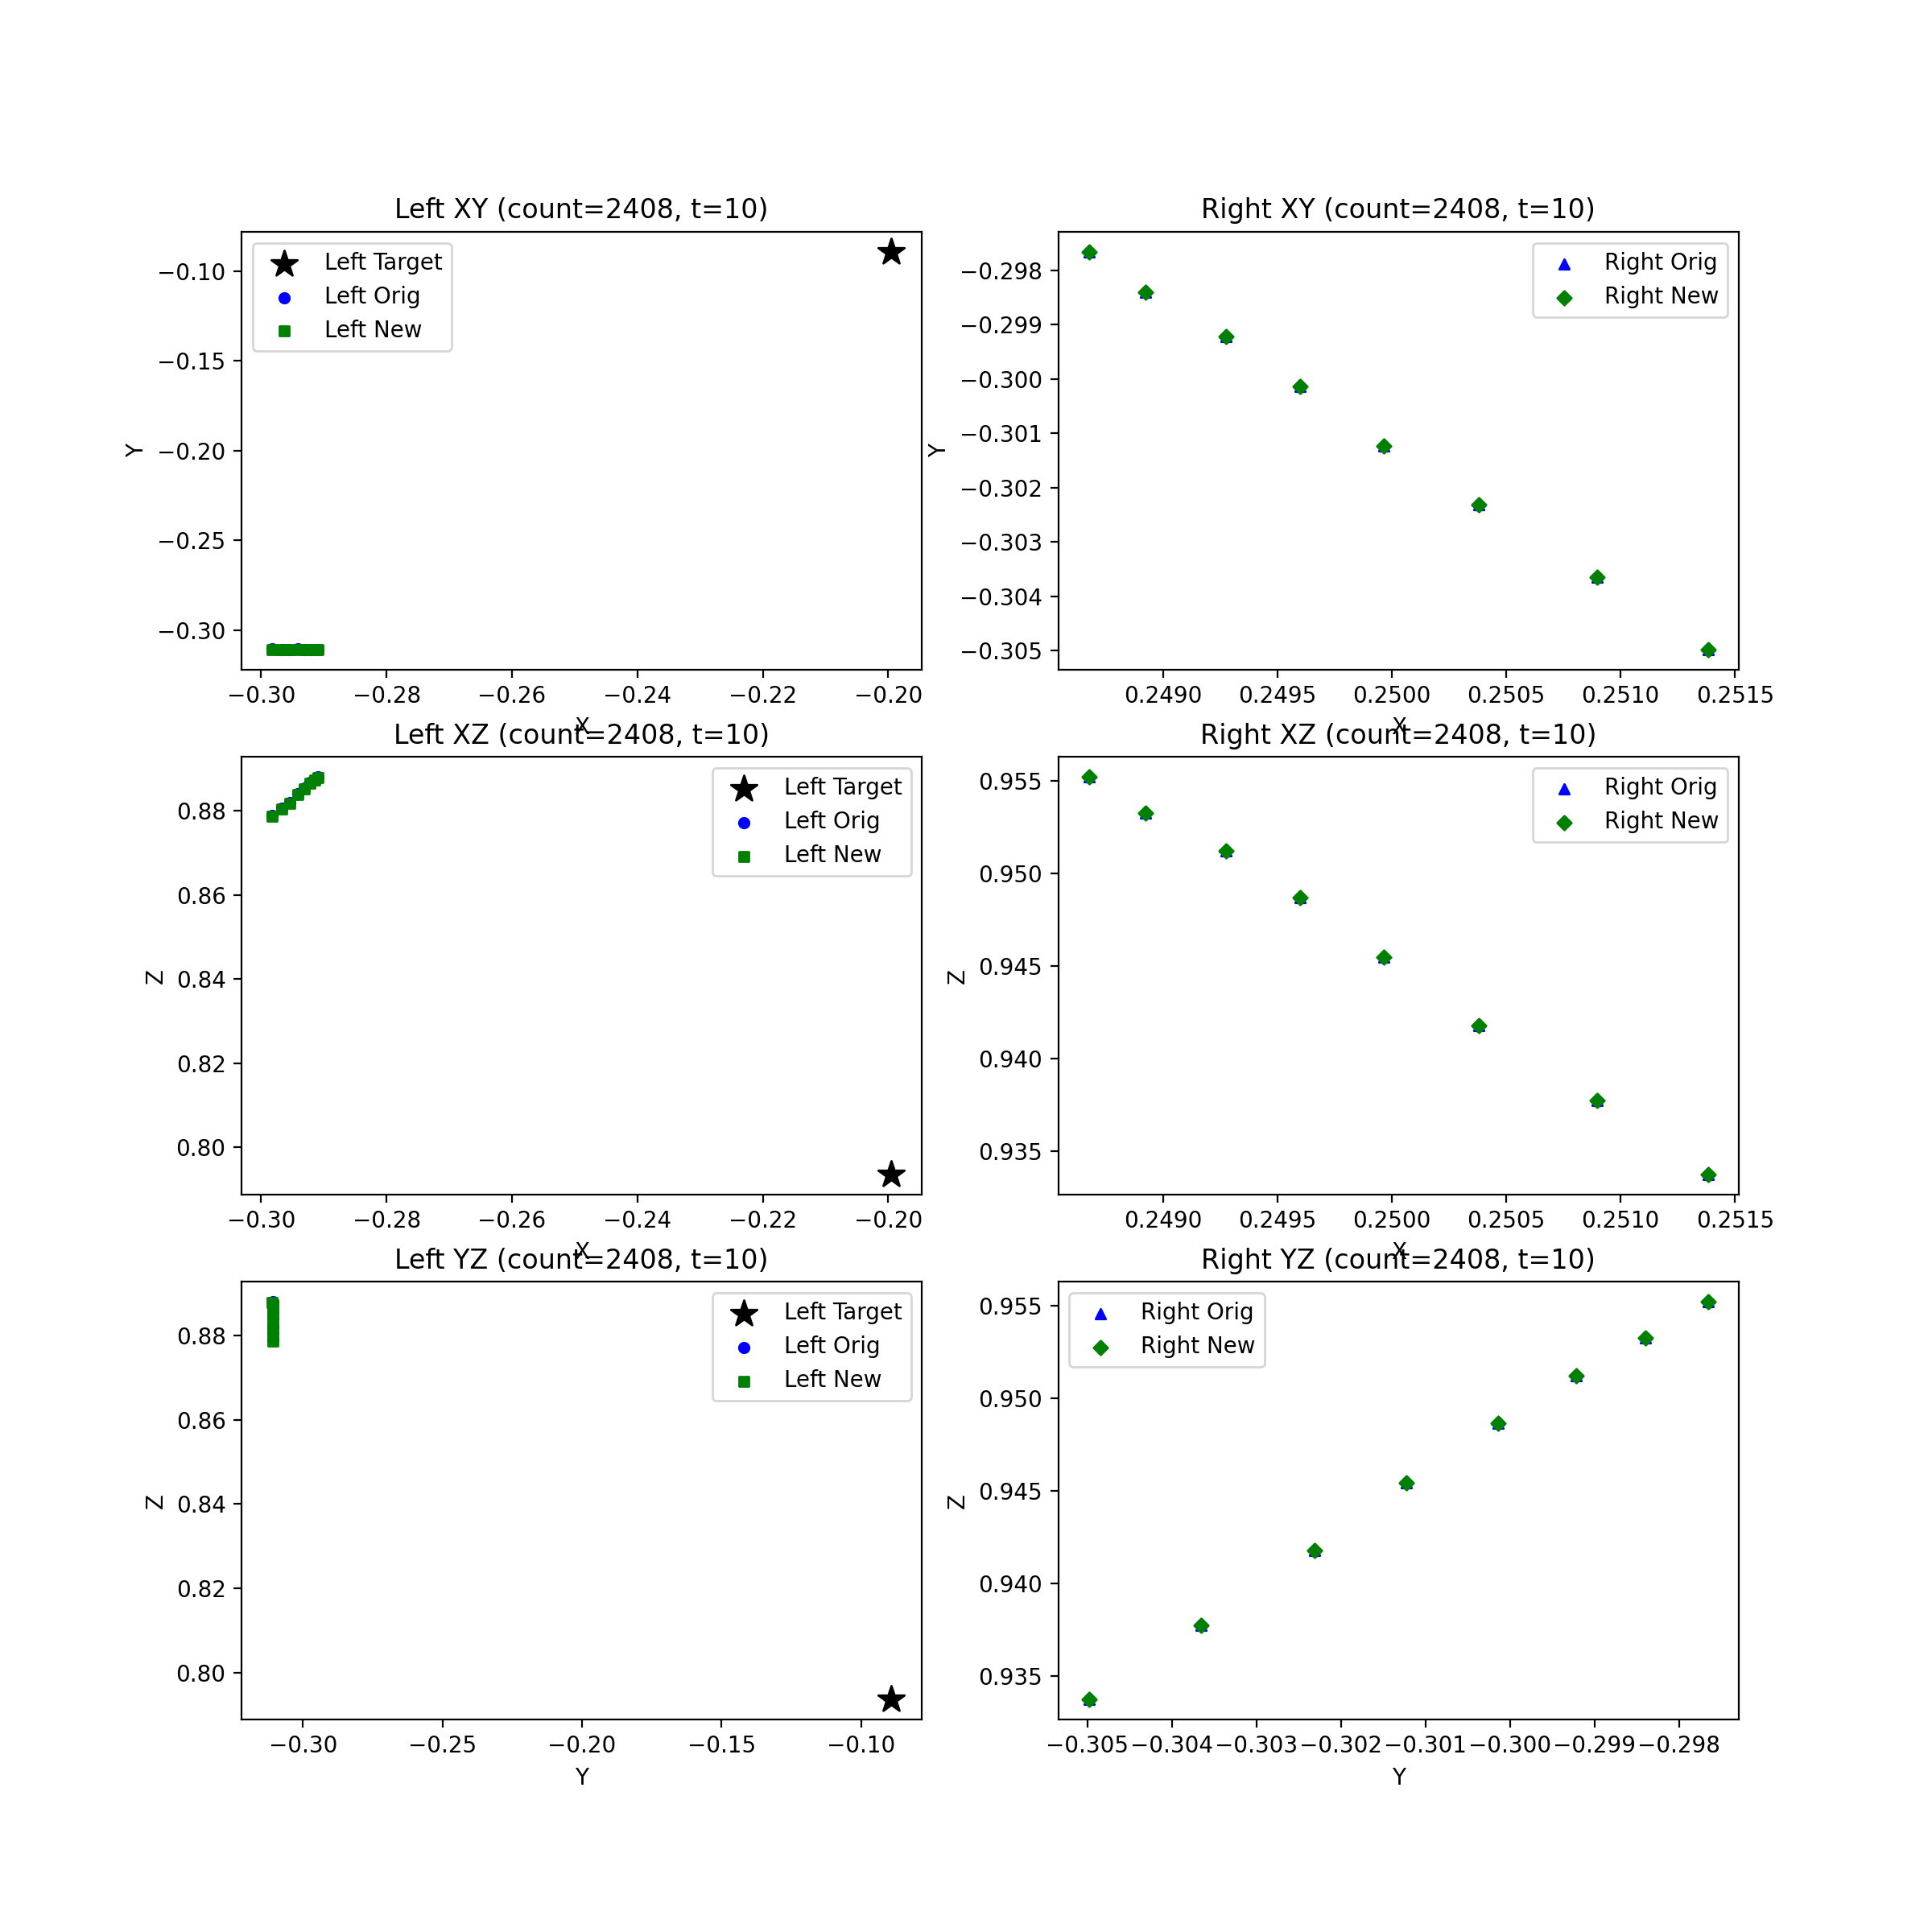 Left XY (count=2408, t=10)
Left Target
Left Orig
Left New
−0.10
−0.15
−0.20
−0.25
−0.30
Y
−0.30 −0.28 −0.26 −0.24 −0.22 −0.20
X
Right XY (count=2408, t=10)
Right Orig
Right New
−0.298
−0.299
−0.300
−0.301
−0.302
−0.303
−0.304
−0.305
Y
0.2490 0.2495 0.2500 0.2505 0.2510 0.2515
X
Left XZ (count=2408, t=10)
Left Target
Left Orig
Left New
0.88
0.86
0.84
0.82
0.80
Z
−0.30 −0.28 −0.26 −0.24 −0.22 −0.20
X
Right XZ (count=2408, t=10)
Right Orig
Right New
0.955
0.950
0.945
0.940
0.935
Z
0.2490 0.2495 0.2500 0.2505 0.2510 0.2515
X
Left YZ (count=2408, t=10)
Left Target
Left Orig
Left New
0.88
0.86
0.84
0.82
0.80
Z
−0.30 −0.25 −0.20 −0.15 −0.10
Y
Right YZ (count=2408, t=10)
Right Orig
Right New
0.955
0.950
0.945
0.940
0.935
Z
−0.305 −0.304 −0.303 −0.302 −0.301 −0.300 −0.299 −0.298
Y